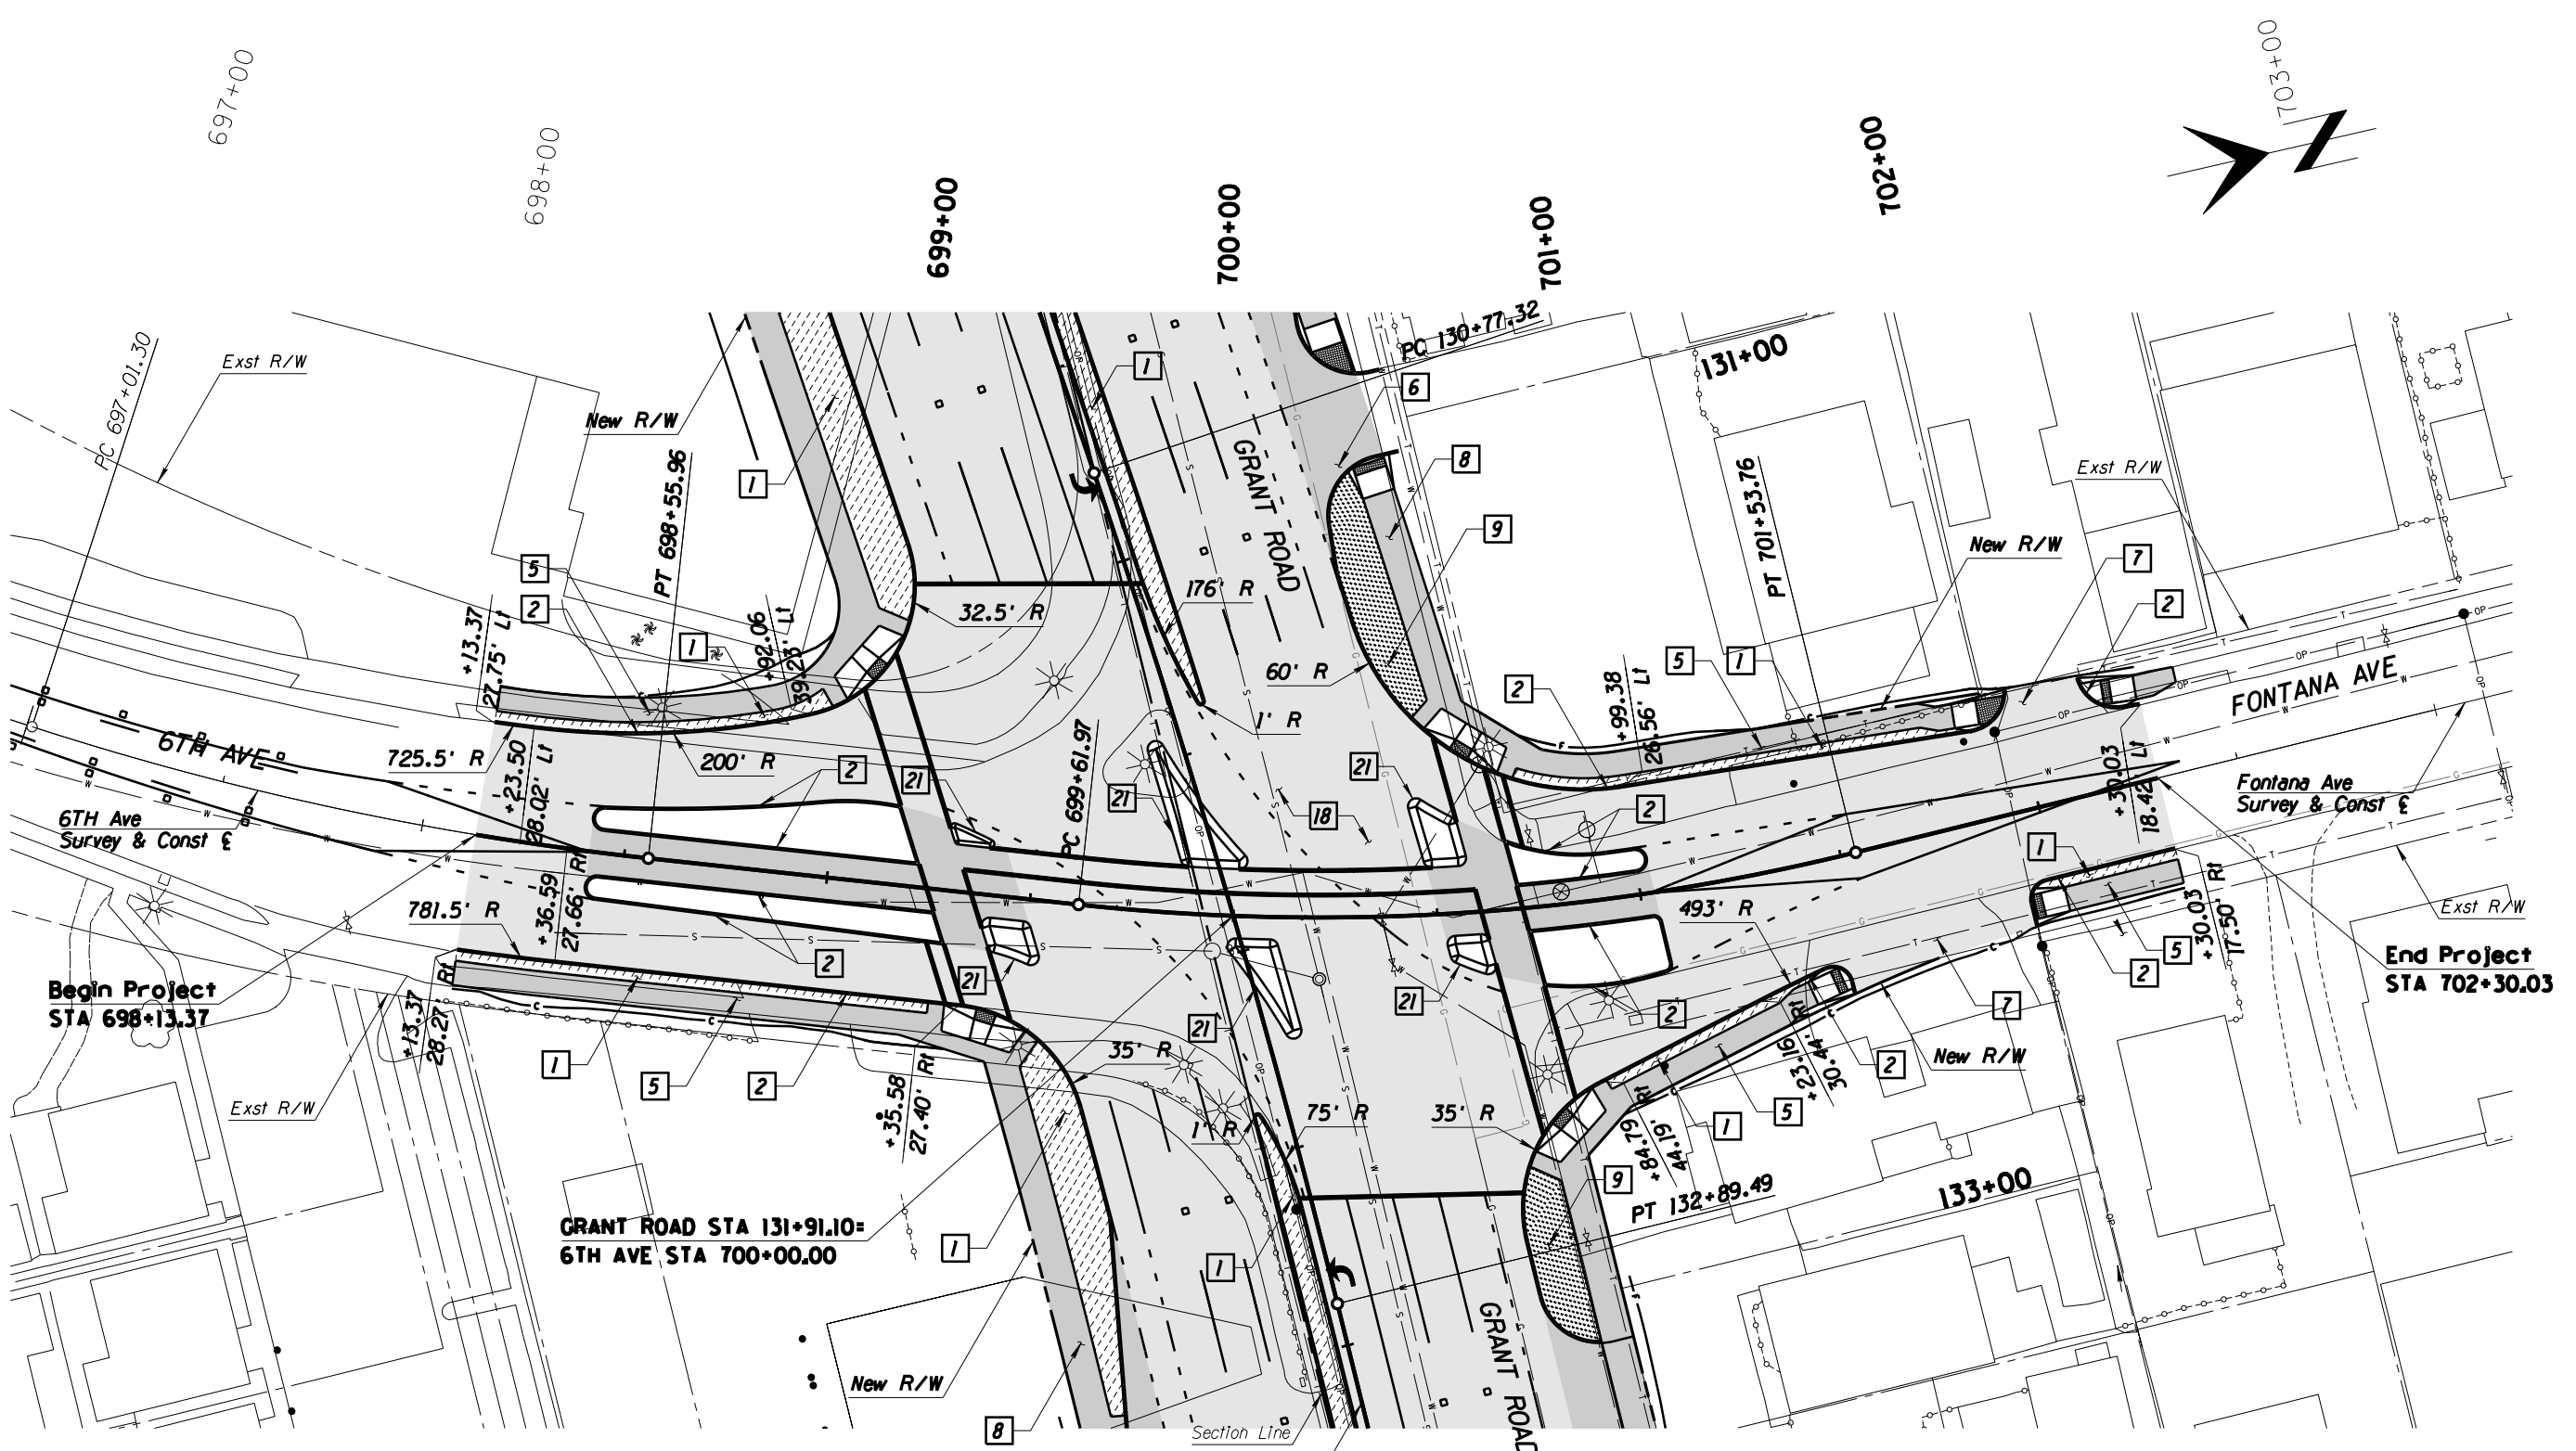 697+00
698+00
699+00
700+00
701+00
702+00
703+00
PC 697+01.30
Exst R/W
New R/W
PT 698+55.96
1
1
GRANT ROAD
PC 130+77.32
131+00
6
8
9
PT 701+53.76
Exst R/W
New R/W
7
2
5
2
+13.37
27.75' Lt
1
+92.06
39.23' Lt
32.5' R
176' R
60' R
1' R
2
+99.38
26.56' Lt
5
1
FONTANA AVE
6TH AVE
725.5' R
+23.50
28.02' Lt
200' R
2
21
PC 699+61.97
21
18
21
2
+30.03
18.42' Lt
Fontana Ave
Survey & Const ℄
6TH Ave
Survey & Const ℄
781.5' R
+36.59
27.66' Rt
2
21
21
21
493' R
2
1
+30.03
17.50' Rt
5
2
Exst R/W
End Project
STA 702+30.03
Begin Project
STA 698+13.37
+13.37
28.27' Rt
Exst R/W
1
5
2
+35.58
27.40' Rt
35' R
1' R
75' R
35' R
+84.79
44.19' Rt
+23.16
30.44' Rt
1
5
2
New R/W
7
9
PT 132+89.49
133+00
GRANT ROAD STA 131+91.10=
6TH AVE STA 700+00.00
1
1
New R/W
8
Section Line
GRANT ROAD